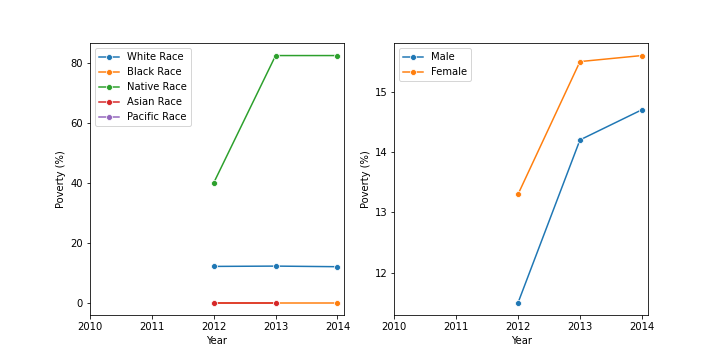 White Race
Black Race
Native Race
Asian Race
Pacific Race
80
60
40
20
0
Poverty (%)
2010 2011 2012 2013 2014
Year
Male
Female
15
14
13
12
Poverty (%)
2010 2011 2012 2013 2014
Year